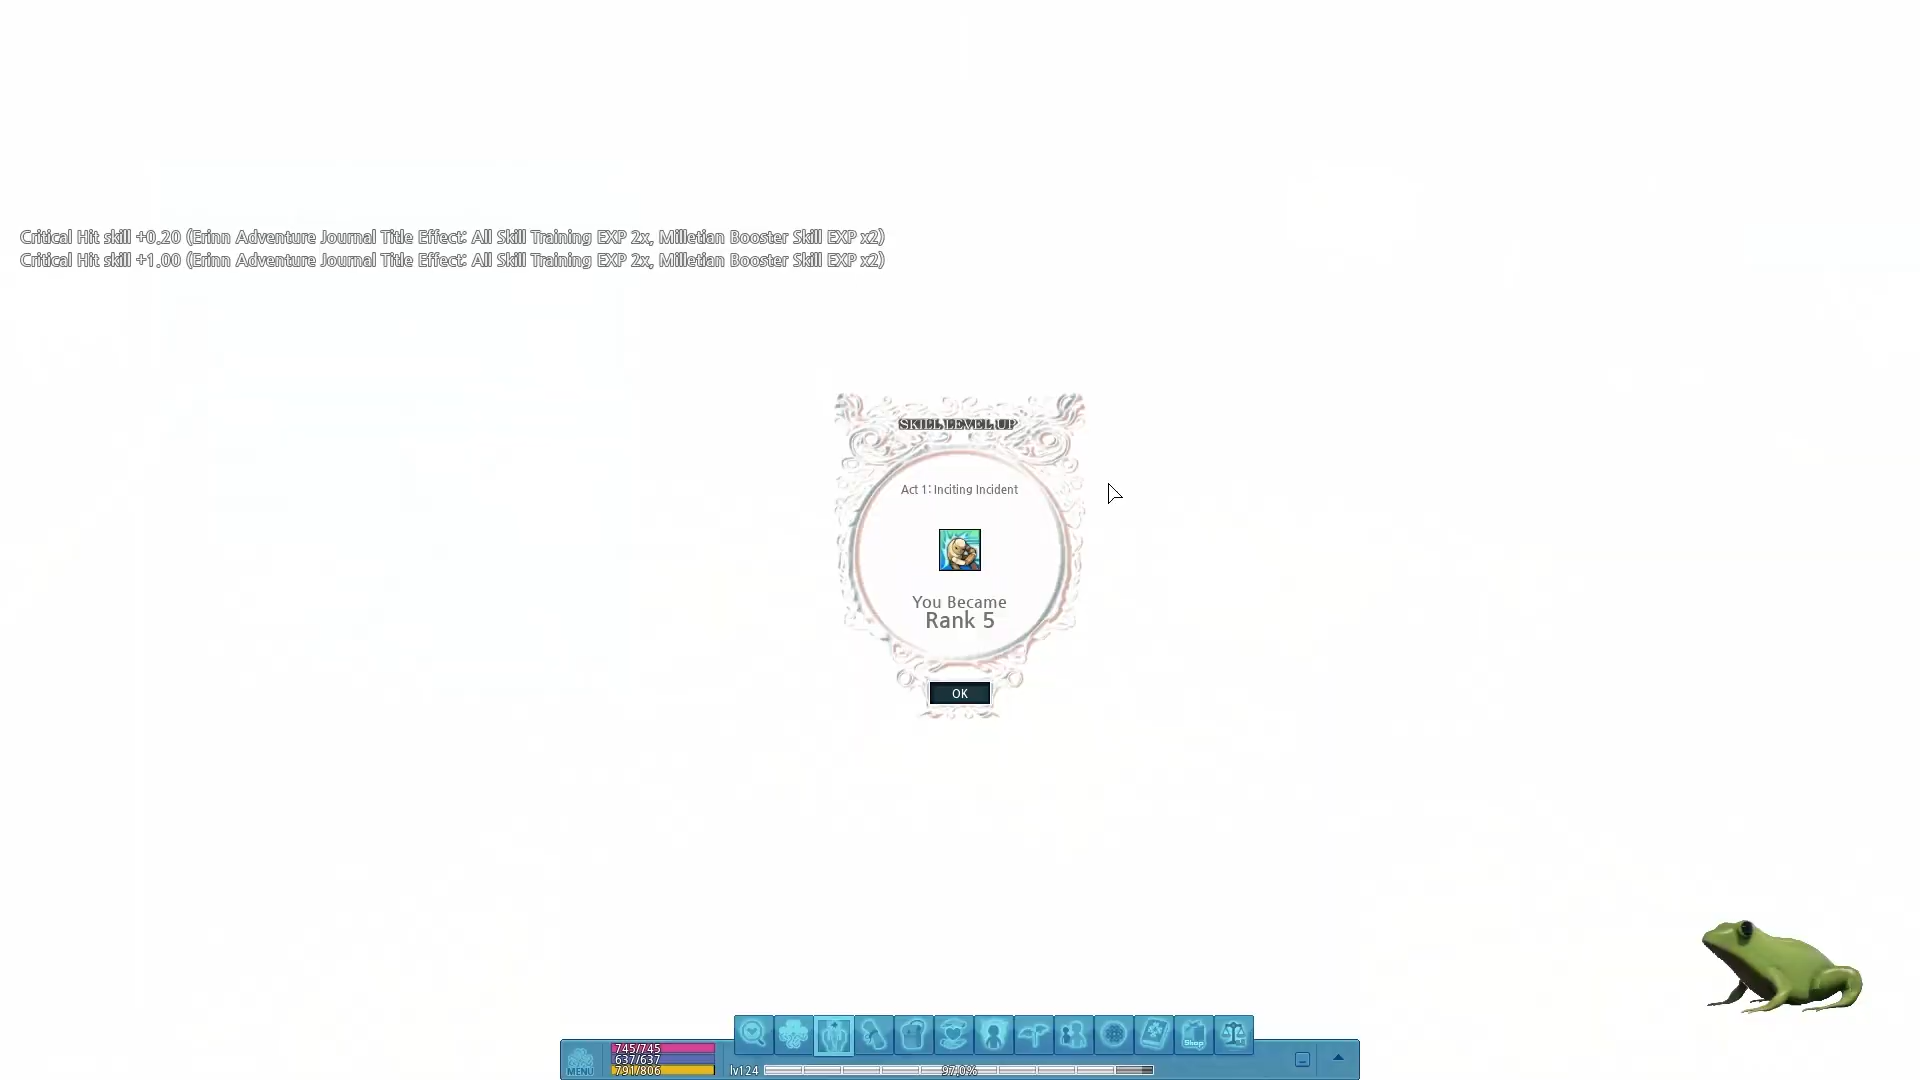 Critical Hit skill +0.20 (Erinn Adventure Journal Title Effect: All Skill Training EXP 2x, Milletian Booster Skill EXP x2)
Critical Hit skill +1.00 (Erinn Adventure Journal Title Effect: All Skill Training EXP 2x, Milletian Booster Skill EXP x2)
SKILL LEVEL UP
Act 1: Inciting Incident
You Became
Rank 5
OK
Shop
MENU
745/745
637/637
791/806
lv124
97.0%